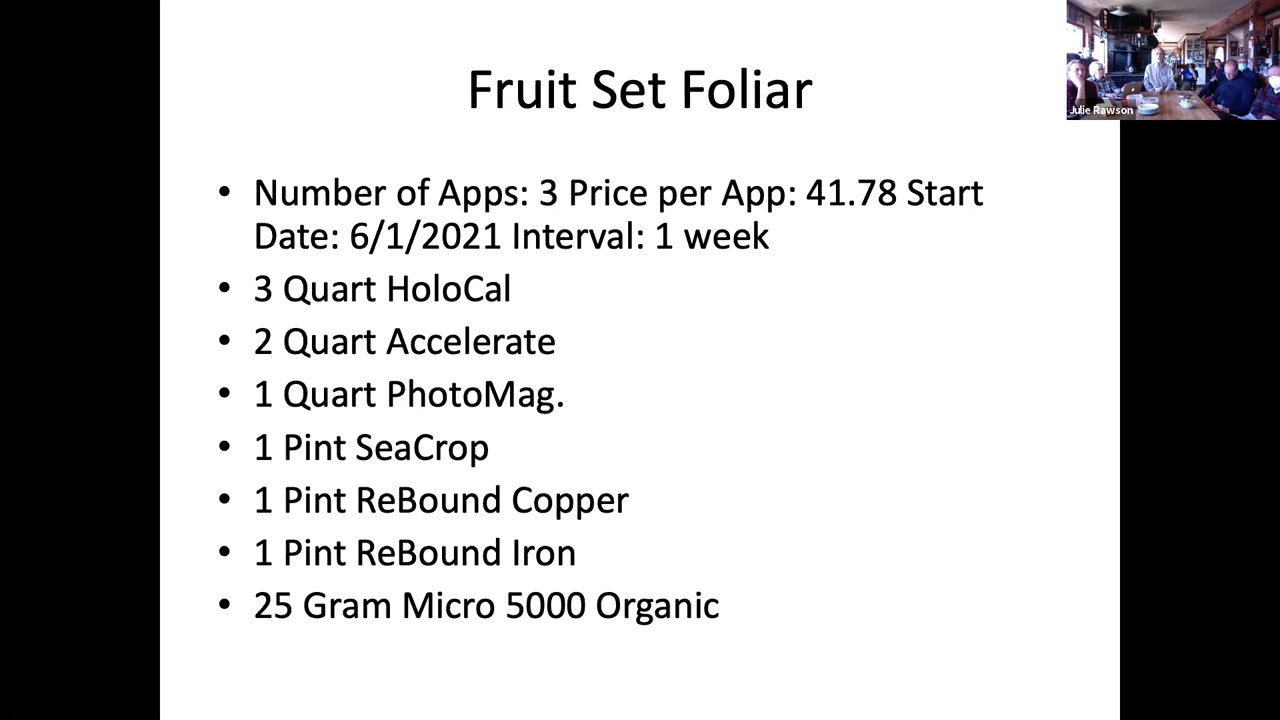 Fruit Set Foliar
Julie Rawson
• Number of Apps: 3 Price per App: 41.78 Start
Date: 6/1/2021 Interval: 1 week
• 3 Quart HoloCal
• 2 Quart Accelerate
• 1 Quart PhotoMag.
• 1 Pint SeaCrop
• 1 Pint ReBound Copper
• 1 Pint ReBound Iron
• 25 Gram Micro 5000 Organic